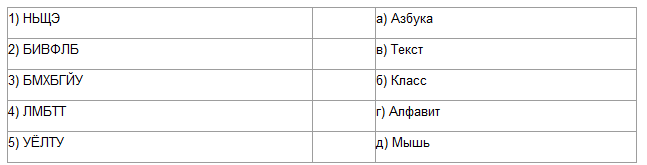 1) НЬЩЭ а) Азбука
2) БИВФЛБ в) Текст
3) БМХБГЙУ б) Класс
4) ЛМБТТ г) Алфавит
5) УЁЛТУ д) Мышь